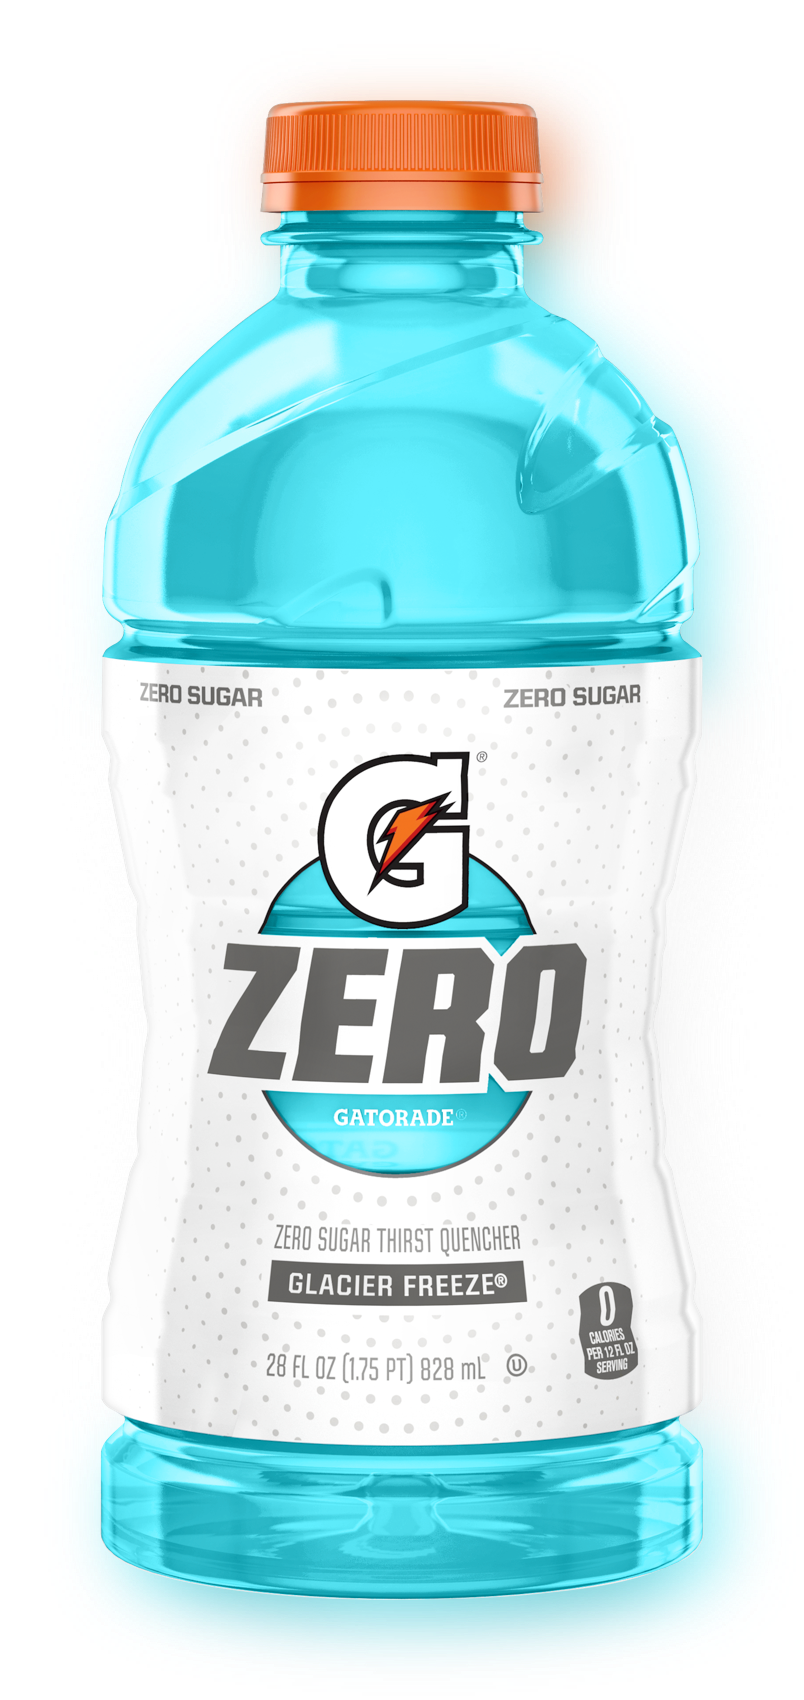 ZERO SUGAR ZERO SUGAR
G®
ZERO
GATORADE®
ZERO SUGAR THIRST QUENCHER
GLACIER FREEZE®
28 FL OZ (1.75 PT) 828 mL Ⓤ
0
CALORIES
PER 12 FL OZ
SERVING